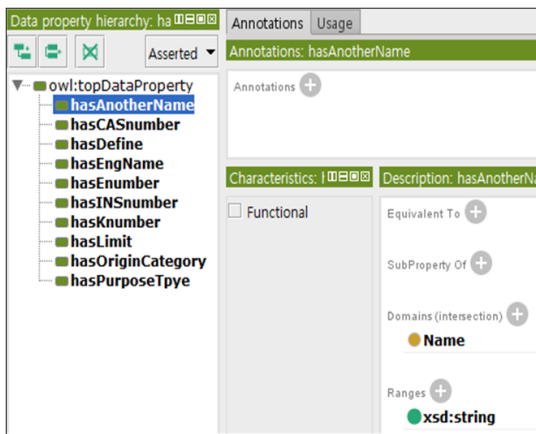 Data property hierarchy: ha
Asserted
owl:topDataProperty
hasAnotherName
hasCASnumber
hasDefine
hasEngName
hasEnumber
hasINSnumber
hasKnumber
hasLimit
hasOriginCategory
hasPurposeTpye
Annotations Usage
Annotations: hasAnotherName
Annotations
Characteristics:
Functional
Description: hasAnotherNa
Equivalent To
SubProperty Of
Domains (intersection)
Name
Ranges
xsd:string